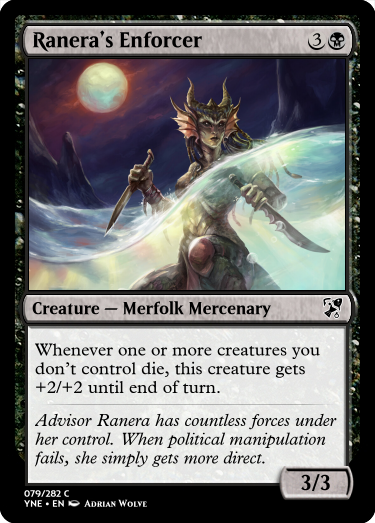 Ranera's Enforcer 3
Creature — Merfolk Mercenary
Whenever one or more creatures you
don't control die, this creature gets
+2/+2 until end of turn.
Advisor Ranera has countless forces under
her control. When political manipulation
fails, she simply gets more direct.
3/3
079/282 C
YNE • EN Adrian Wolve